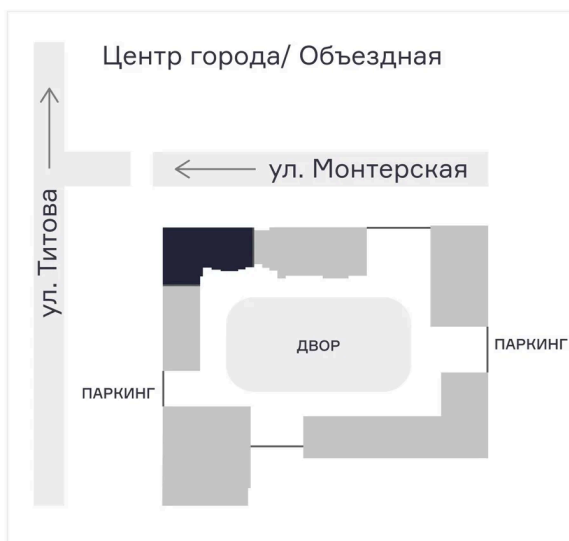 Центр города/ Объездная
ул. Монтерская
ул. Титова
ДВОР
ПАРКИНГ
ПАРКИНГ